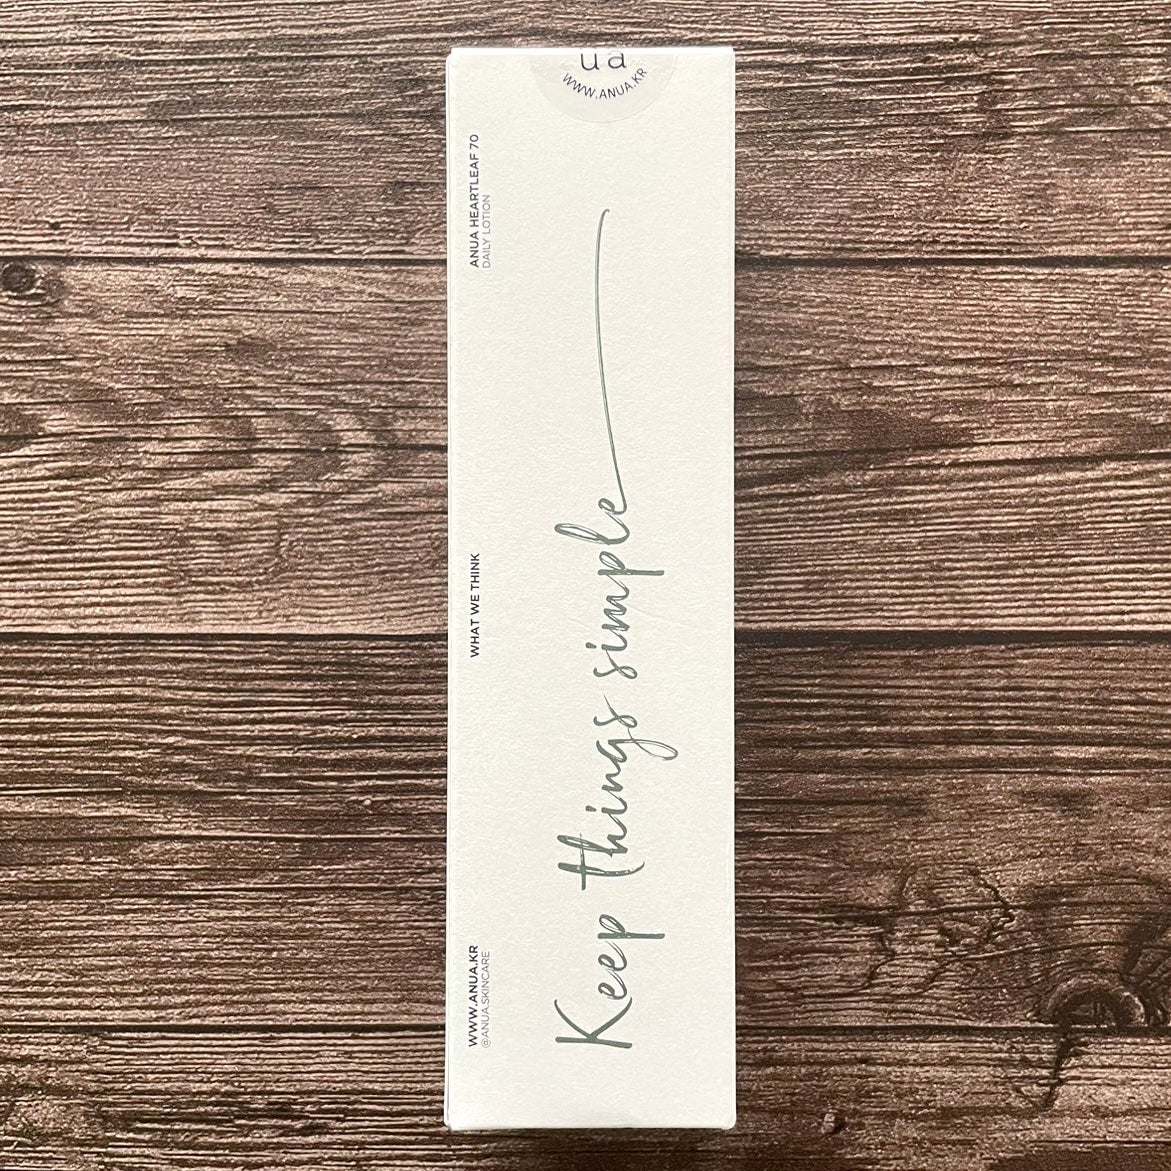 ua
WWW.ANUA.KR
ANUA HEARTLEAF 70
DAILY LOTION
WHAT WE THINK
WWW.ANUA.KR
@ANUA.SKINCARE
Keep things simple